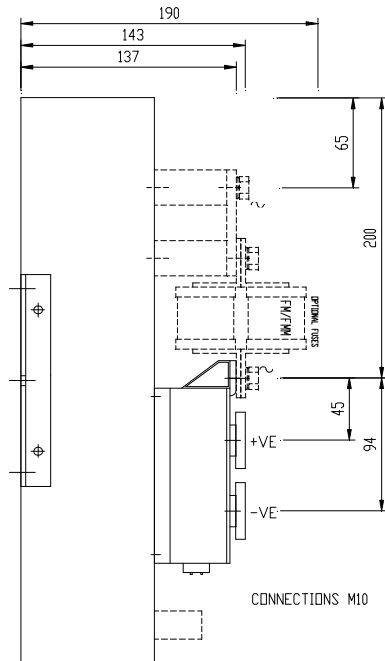 190
143
137
65
200
OPTIONAL FUSES
FM/FMM
45
94
+VE
-VE
CONNECTIONS M10